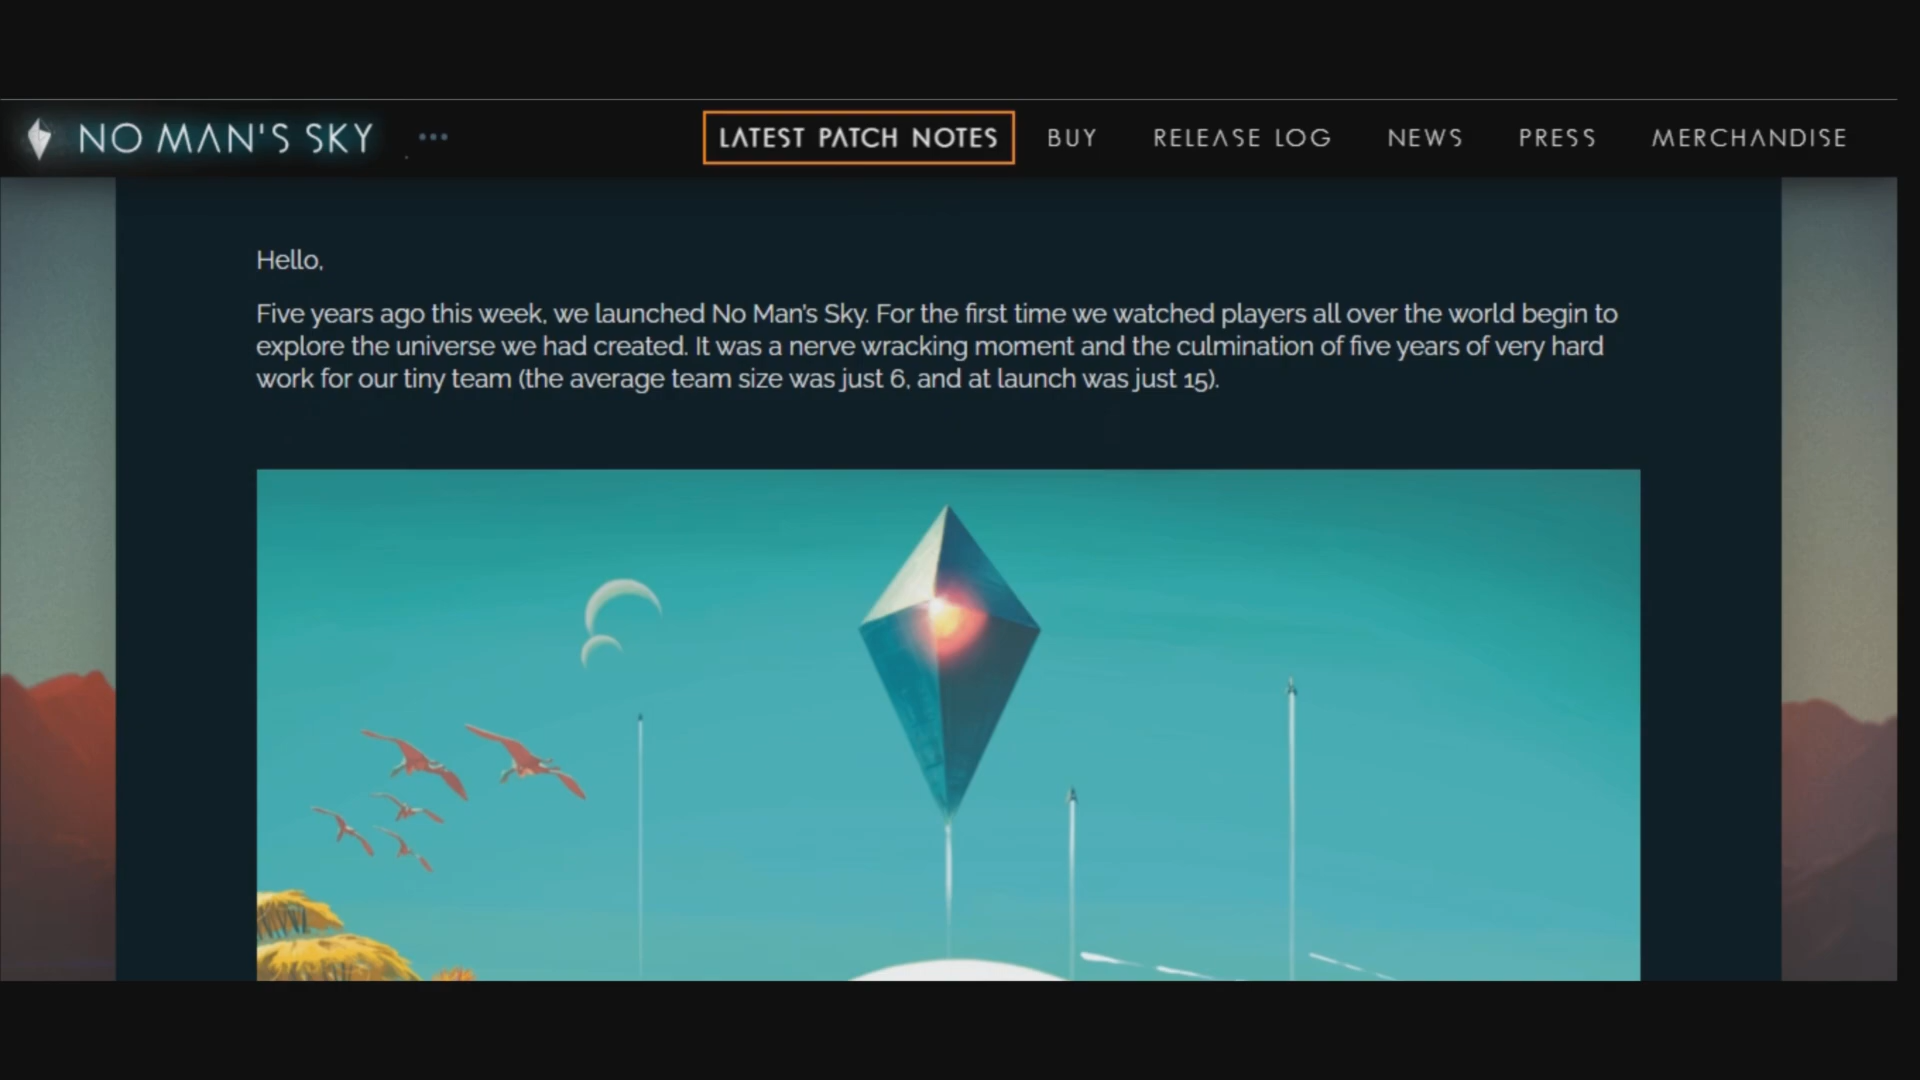 NO MAN'S SKY
LATEST PATCH NOTES
BUY
RELEASE LOG
NEWS
PRESS
MERCHANDISE
Hello,
Five years ago this week, we launched No Man's Sky. For the first time we watched players all over the world begin to
explore the universe we had created. It was a nerve wracking moment and the culmination of five years of very hard
work for our tiny team (the average team size was just 6, and at launch was just 15).